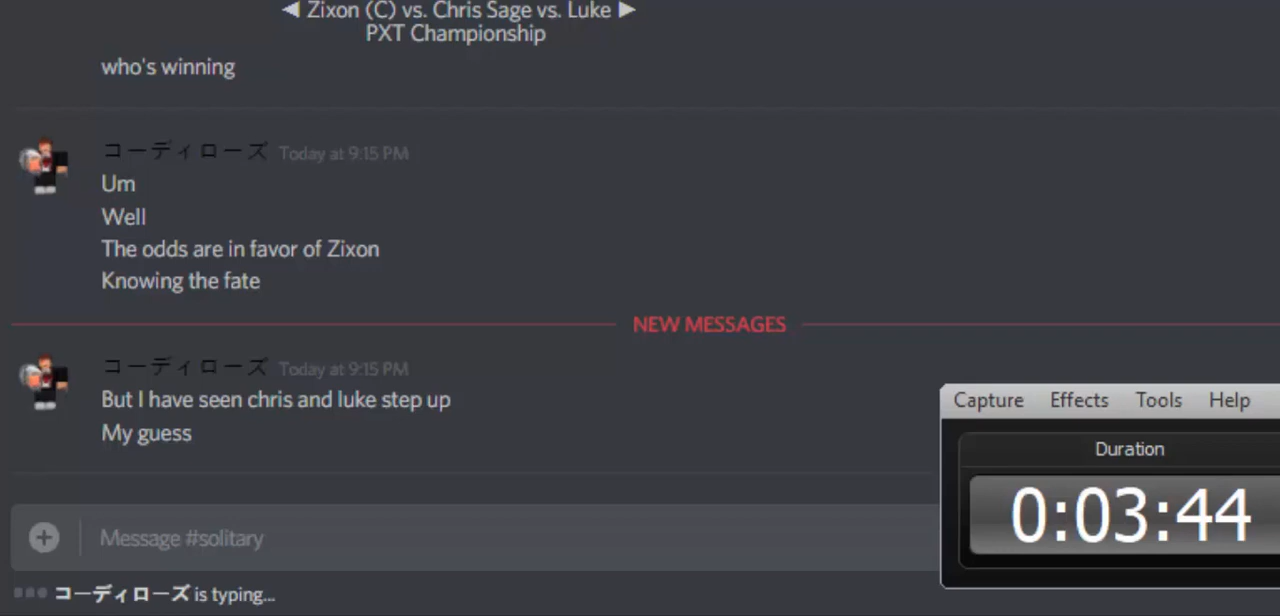 ◀ Zixon (C) vs. Chris Sage vs. Luke ▶
PXT Championship
who's winning
コーディローズ Today at 9:15 PM
Um
Well
The odds are in favor of Zixon
Knowing the fate
NEW MESSAGES
コーディローズ Today at 9:15 PM
But I have seen chris and luke step up
My guess
Capture Effects Tools Help
Duration
0:03:44
Message #solitary
コーディローズ is typing...